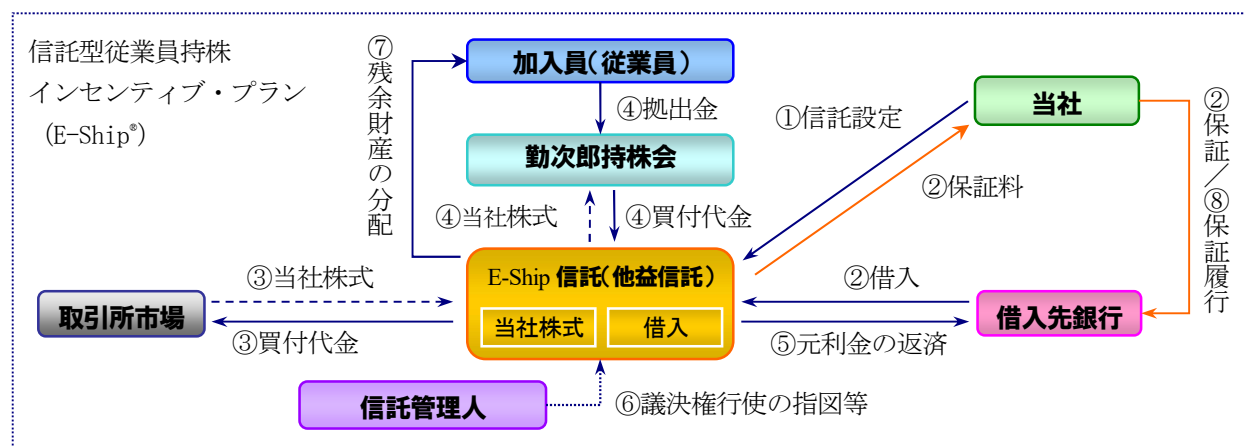 信託型従業員持株
インセンティブ・プラン
(E-Ship®)
⑦残余財産の分配
加入員(従業員)
④拠出金
勤次郎持株会
④当社株式
④買付代金
①信託設定
②保証料
当社
②保証/⑧保証履行
③当社株式
取引所市場
③買付代金
E-Ship 信託(他益信託)
当社株式
借入
②借入
⑤元利金の返済
借入先銀行
信託管理人
⑥議決権行使の指図等